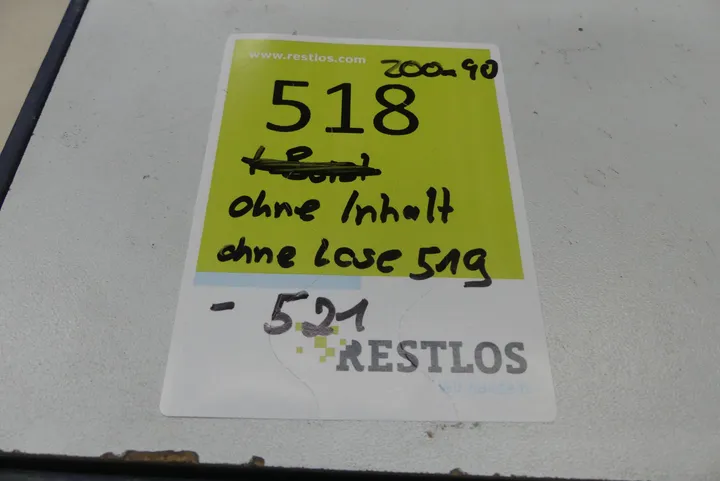 www.restlos.com
200x90
518
ohne Inhalt
ohne Lose 519
- 521
RESTLOS